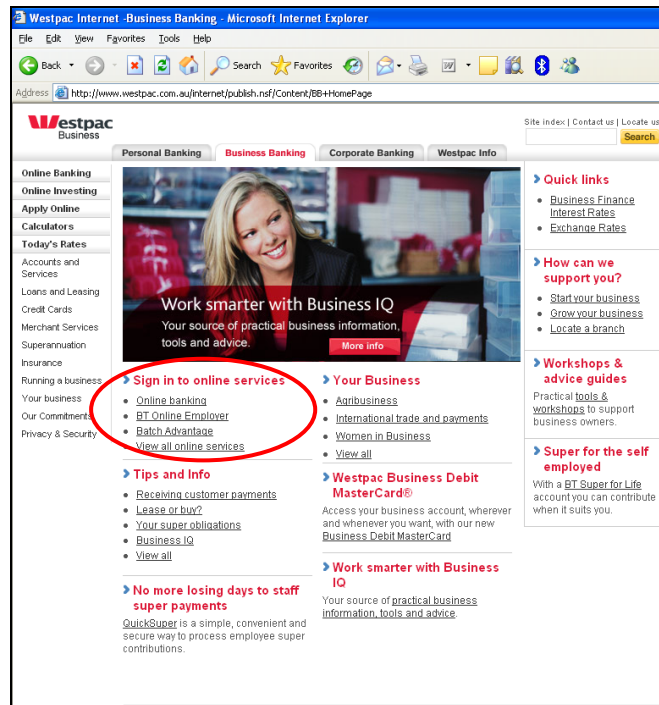 Westpac Internet -Business Banking - Microsoft Internet Explorer
File Edit View Favorites Tools Help
Back Search Favorites
Address http://www.westpac.com.au/internet/publish.nsf/Content/BB+HomePage
Westpac
Business
Site index | Contact us | Locate us
Search
Personal Banking Business Banking Corporate Banking Westpac Info
Online Banking
Online Investing
Apply Online
Calculators
Today's Rates
Accounts and
Services
Loans and Leasing
Credit Cards
Merchant Services
Superannuation
Insurance
Running a business
Your business
Our Commitments
Privacy & Security
Work smarter with Business IQ
Your source of practical business information,
tools and advice.
More info
Sign in to online services
Online banking
BT Online Employer
Batch Advantage
View all online services
Tips and Info
Receiving customer payments
Lease or buy?
Your super obligations
Business IQ
View all
No more losing days to staff
super payments
QuickSuper is a simple, convenient and
secure way to process employee super
contributions.
Your Business
Agribusiness
International trade and payments
Women in Business
View all
Westpac Business Debit
MasterCard®
Access your business account, wherever
and whenever you want, with our new
Business Debit MasterCard
Work smarter with Business
IQ
Your source of practical business
information, tools and advice.
Quick links
Business Finance
Interest Rates
Exchange Rates
How can we
support you?
Start your business
Grow your business
Locate a branch
Workshops &
advice guides
Practical tools &
workshops to support
business owners.
Super for the self
employed
With a BT Super for Life
account you can contribute
when it suits you.